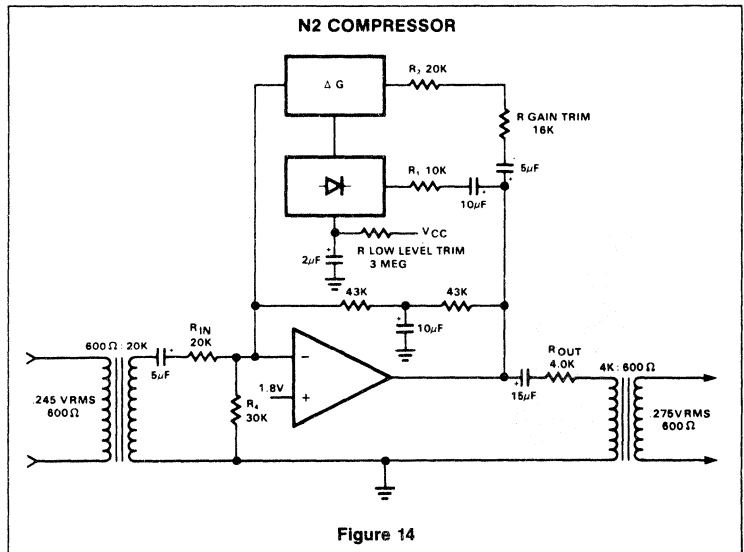 N2 COMPRESSOR
Δ G
R₂ 20K
R GAIN TRIM
16K
5μF
R₁ 10K
10μF
VCC
R LOW LEVEL TRIM
3 MEG
2μF
43K
43K
10μF
600Ω : 20K
RIN
20K
5μF
1.8V
R₄
30K
.245 VRMS
600Ω
ROUT
4.0K
15μF
4K : 600Ω
.275VRMS
600Ω
Figure 14